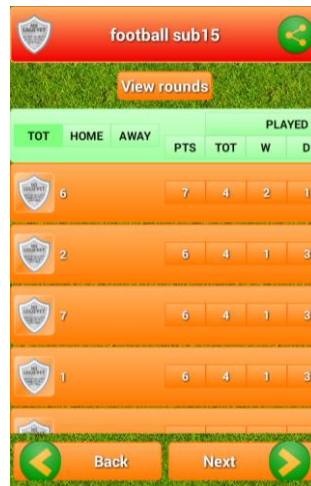 football sub15
View rounds
PLAYED
TOT HOME AWAY
PTS TOT W D
6 7 4 2 1
2 6 4 1 3
7 6 4 1 3
1 6 4 1 3
Back Next